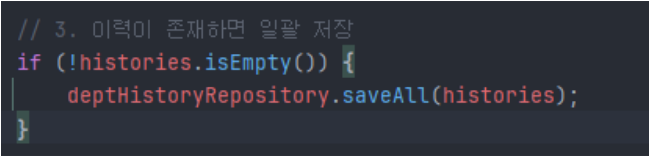 // 3. 이력이 존재하면 일괄 저장
if (!histories.isEmpty()) {
    deptHistoryRepository.saveAll(histories);
}